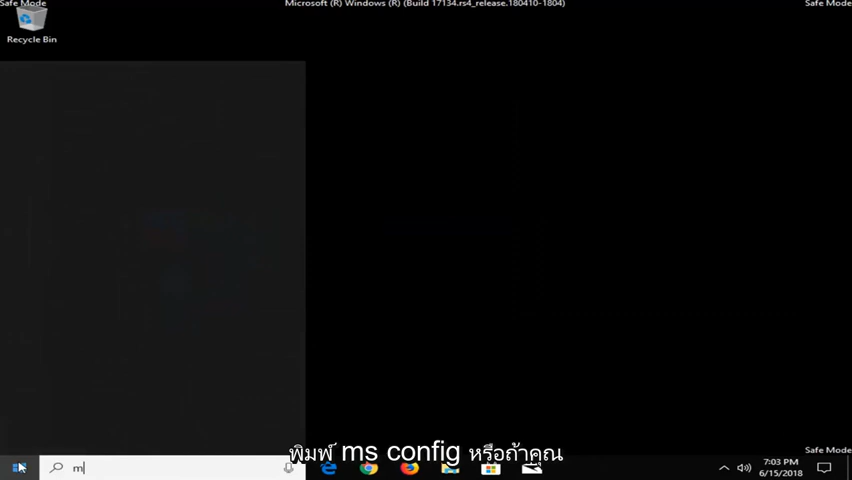 Safe Mode
Microsoft (R) Windows (R) (Build 17134.rs4_release.180410-1804)
Safe Mode
Recycle Bin
พิมพ์ ms config หรือถ้าคุณ
Safe Mode
m
7:03 PM
6/15/2018